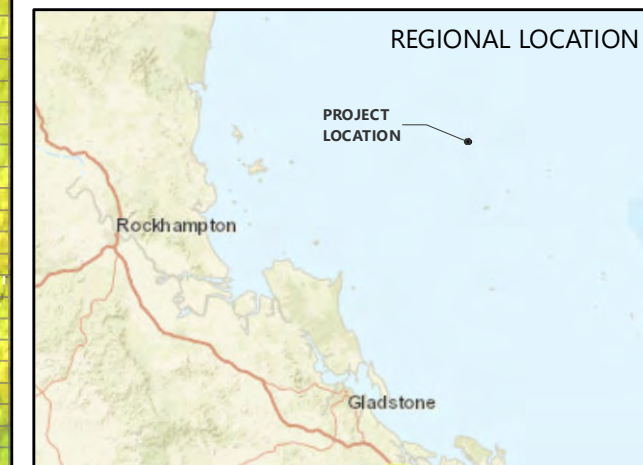 REGIONAL LOCATION
PROJECT
LOCATION
Rockhampton
Gladstone